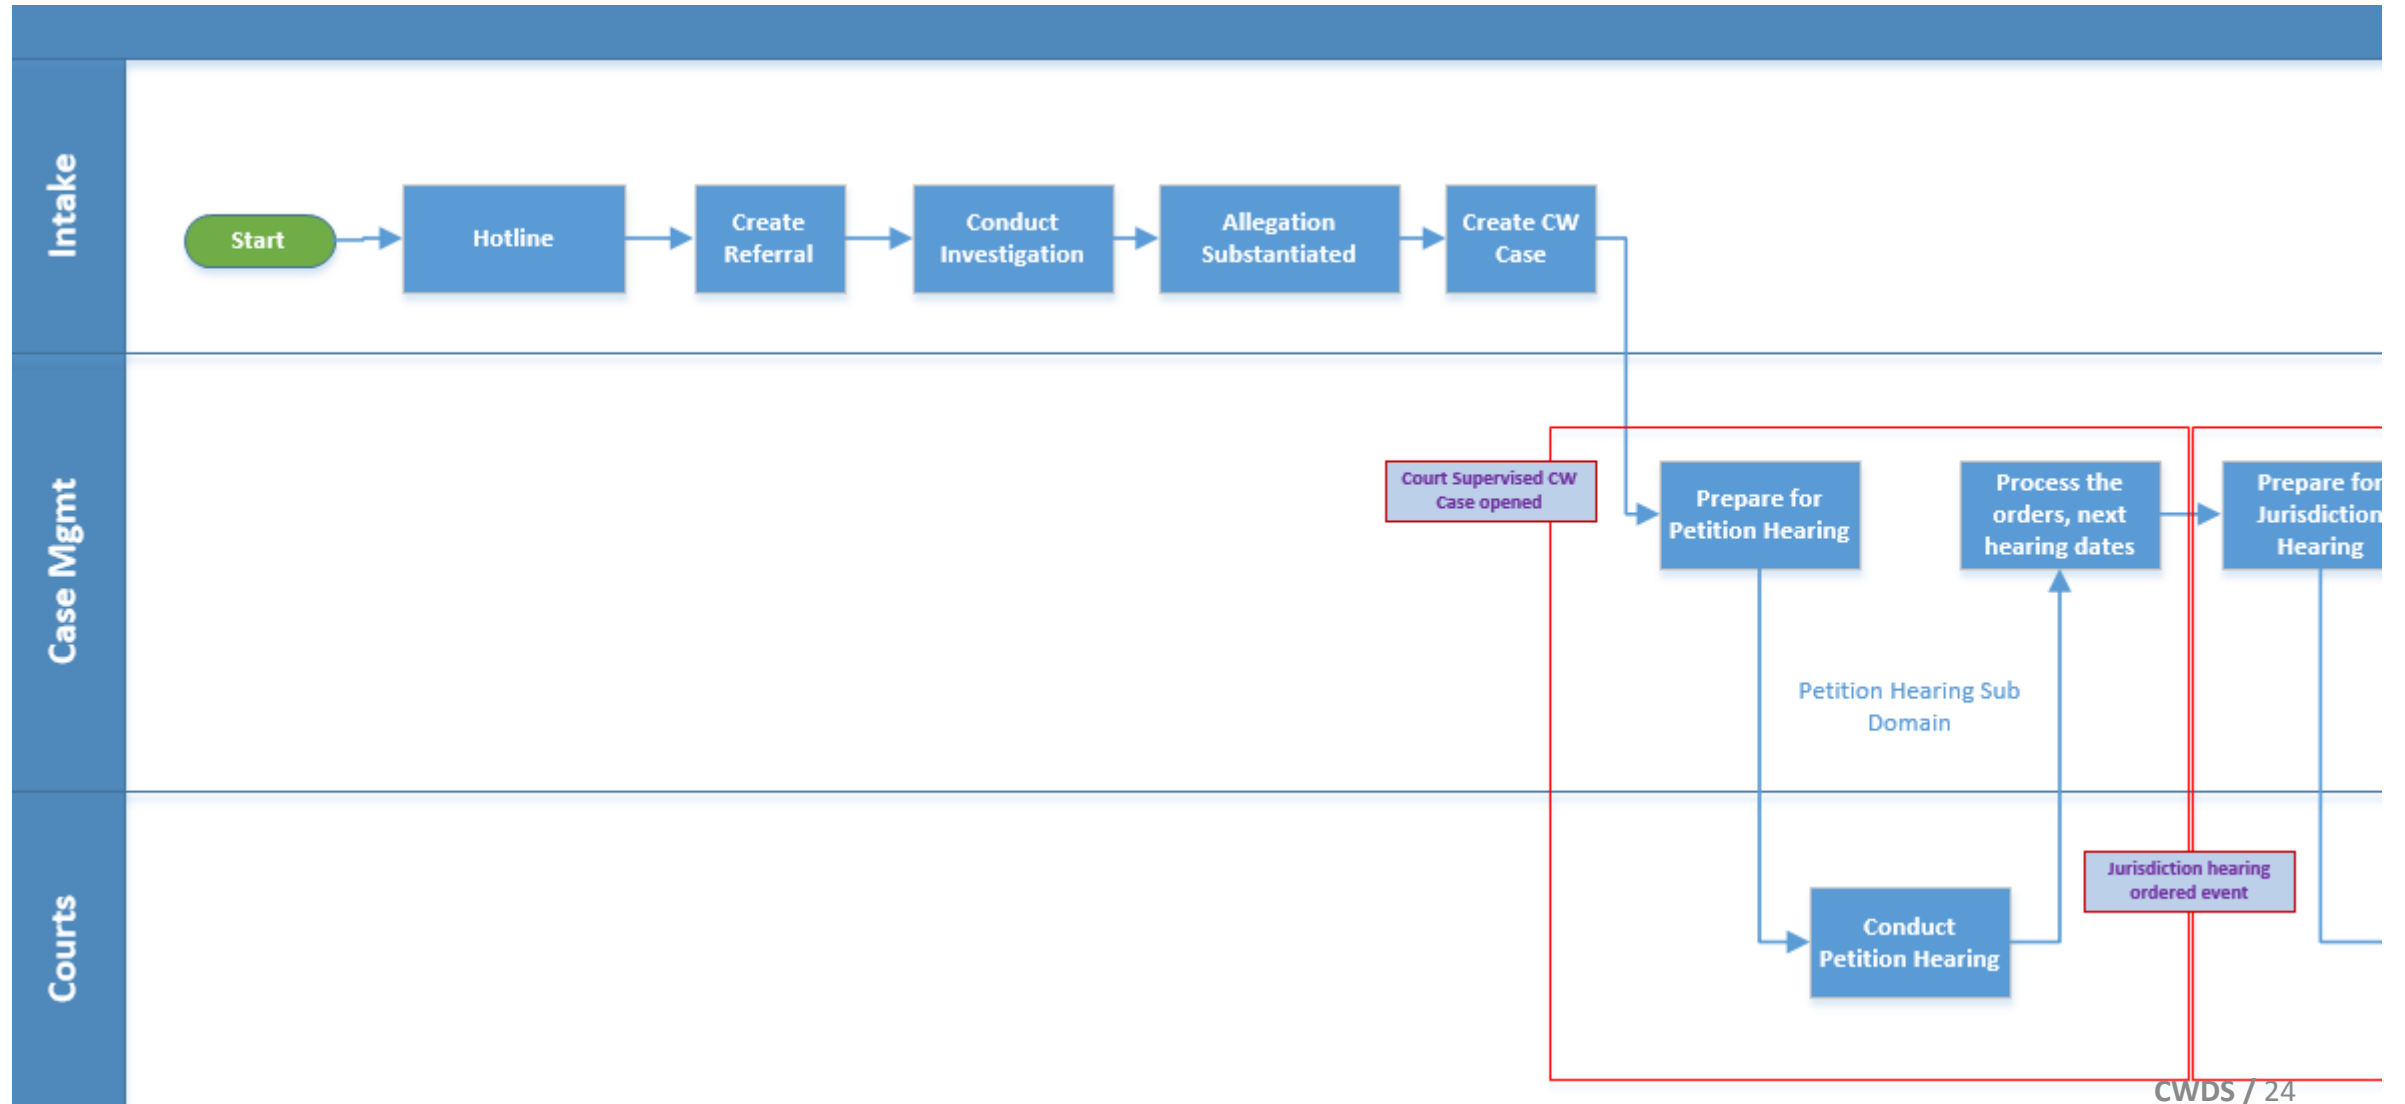 Intake
Start
Hotline
Create
Referral
Conduct
Investigation
Allegation
Substantiated
Create CW
Case
Case Mgmt
Court Supervised CW
Case opened
Prepare for
Petition Hearing
Process the
orders, next
hearing dates
Prepare for
Jurisdiction
Hearing
Petition Hearing Sub
Domain
Courts
Jurisdiction hearing
ordered event
Conduct
Petition Hearing
CWDS / 24